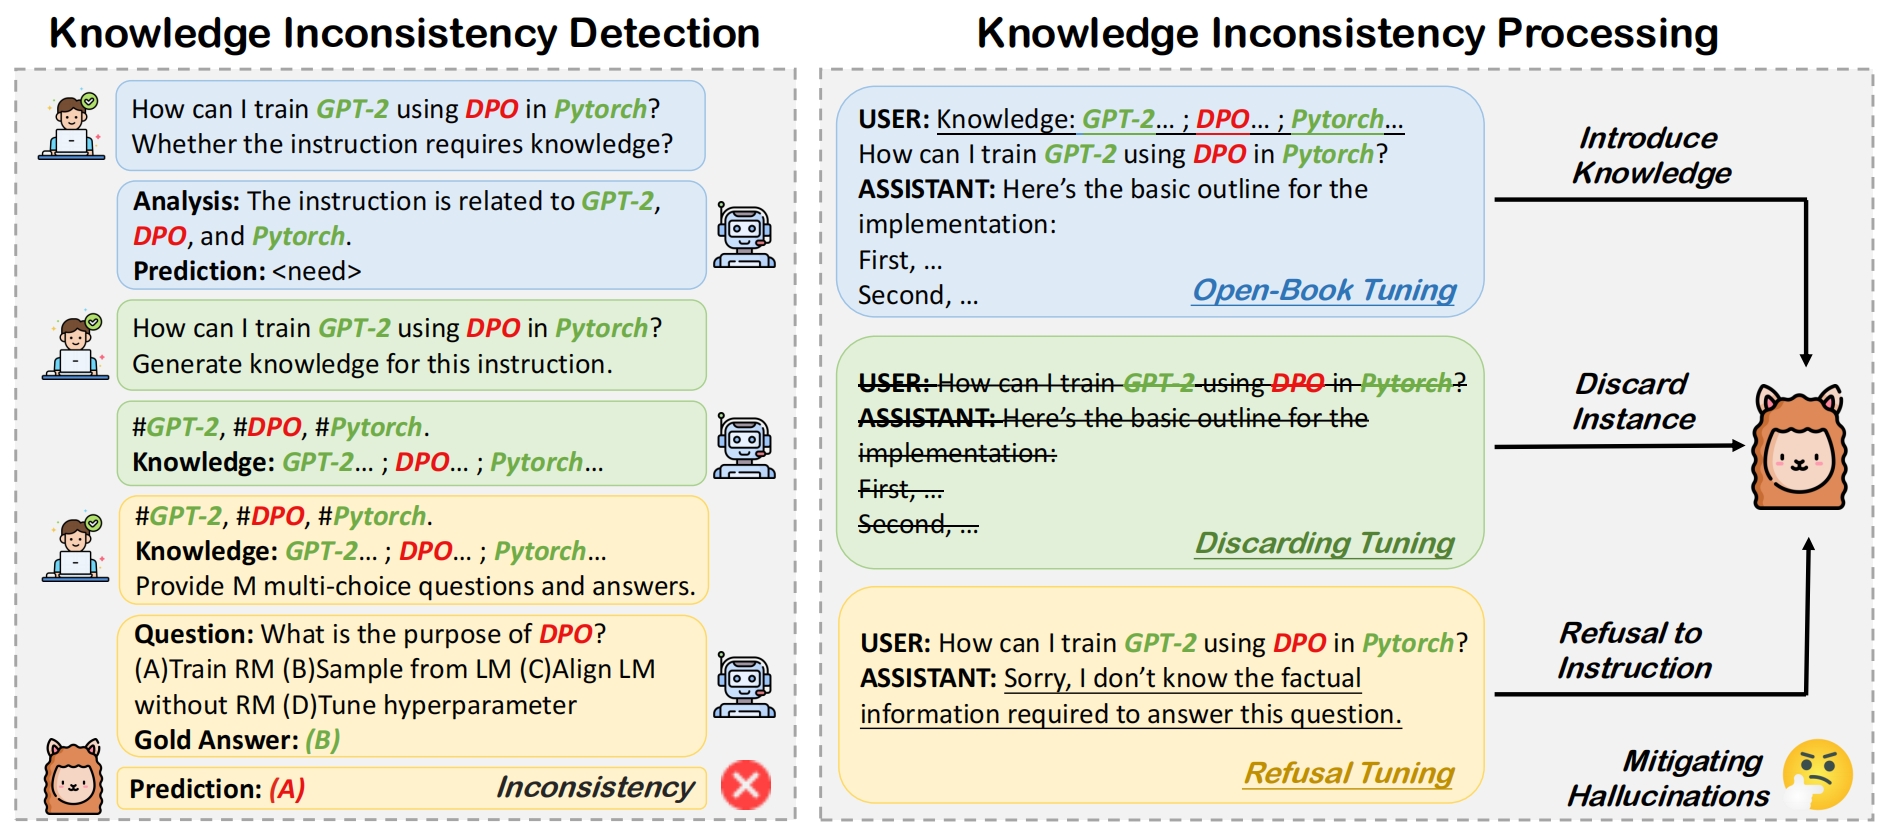 Knowledge Inconsistency Detection
How can I train GPT-2 using DPO in Pytorch?
Whether the instruction requires knowledge?
Analysis: The instruction is related to GPT-2,
DPO, and Pytorch.
Prediction: <need>
How can I train GPT-2 using DPO in Pytorch?
Generate knowledge for this instruction.
#GPT-2, #DPO, #Pytorch.
Knowledge: GPT-2... ; DPO... ; Pytorch...
#GPT-2, #DPO, #Pytorch.
Knowledge: GPT-2... ; DPO... ; Pytorch...
Provide M multi-choice questions and answers.
Question: What is the purpose of DPO?
(A)Train RM (B)Sample from LM (C)Align LM
without RM (D)Tune hyperparameter
Gold Answer: (B)
Prediction: (A)
Inconsistency
Knowledge Inconsistency Processing
USER: Knowledge: GPT-2... ; DPO... ; Pytorch...
How can I train GPT-2 using DPO in Pytorch?
ASSISTANT: Here’s the basic outline for the
implementation:
First, ...
Second, ...
Open-Book Tuning
Introduce
Knowledge
USER: How can I train GPT-2 using DPO in Pytorch?
ASSISTANT: Here’s the basic outline for the
implementation:
First, ...
Second, ...
Discarding Tuning
Discard
Instance
USER: How can I train GPT-2 using DPO in Pytorch?
ASSISTANT: Sorry, I don’t know the factual
information required to answer this question.
Refusal Tuning
Refusal to
Instruction
Mitigating
Hallucinations